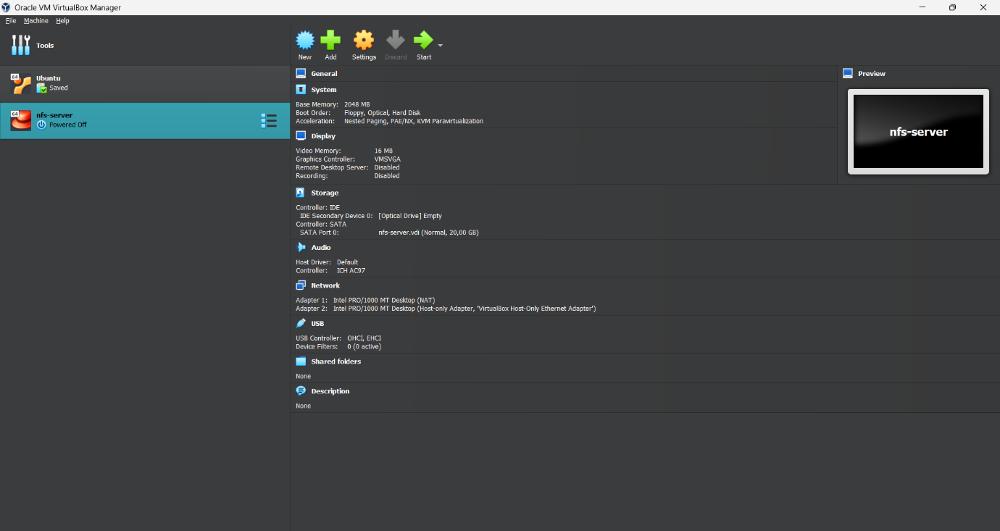 Oracle VM VirtualBox Manager
File Machine Help
Tools
New Add Settings Discard Start
64 Ubuntu
Saved
64 nfs-server
Powered Off
General
System
Base Memory: 2048 MB
Boot Order: Floppy, Optical, Hard Disk
Acceleration: Nested Paging, PAE/NX, KVM Paravirtualization
Display
Video Memory: 16 MB
Graphics Controller: VMSVGA
Remote Desktop Server: Disabled
Recording: Disabled
Storage
Controller: IDE
IDE Secondary Device 0: [Optical Drive] Empty
Controller: SATA
SATA Port 0: nfs-server.vdi (Normal, 20,00 GB)
Audio
Host Driver: Default
Controller: ICH AC97
Network
Adapter 1: Intel PRO/1000 MT Desktop (NAT)
Adapter 2: Intel PRO/1000 MT Desktop (Host-only Adapter, 'VirtualBox Host-Only Ethernet Adapter')
USB
USB Controller: OHCI, EHCI
Device Filters: 0 (0 active)
Shared folders
None
Description
None
Preview
nfs-server